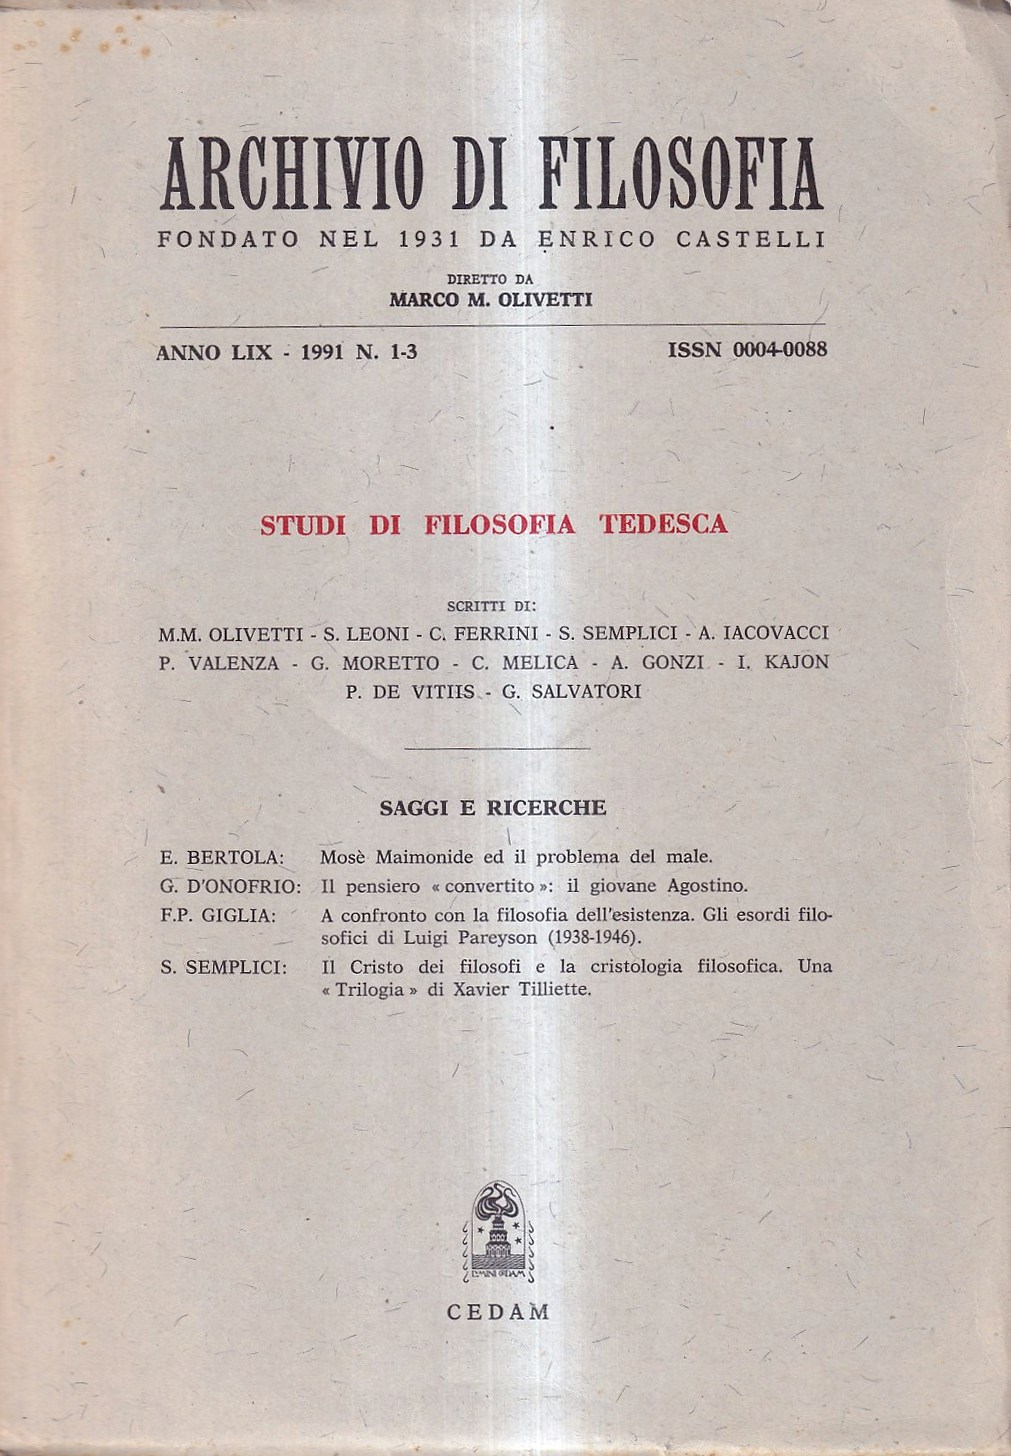 ARCHIVIO DI FILOSOFIA
FONDATO NEL 1931 DA ENRICO CASTELLI
DIRETTO DA
MARCO M. OLIVETTI
ANNO LIX - 1991 N. 1-3 ISSN 0004-0088
STUDI DI FILOSOFIA TEDESCA
SCRITTI DI:
M.M. OLIVETTI - S. LEONI - C. FERRINI - S. SEMPLICI - A. IACOVACCI
P. VALENZA - G. MORETTO - C. MELICA - A. GONZI - I. KAJON
P. DE VITIIS - G. SALVATORI
SAGGI E RICERCHE
E. BERTOLA: Mosè Maimonide ed il problema del male.
G. D'ONOFRIO: Il pensiero « convertito »: il giovane Agostino.
F.P. GIGLIA: A confronto con la filosofia dell'esistenza. Gli esordi filo-
sofici di Luigi Pareyson (1938-1946).
S. SEMPLICI: Il Cristo dei filosofi e la cristologia filosofica. Una
« Trilogia » di Xavier Tilliette.
CEDAM